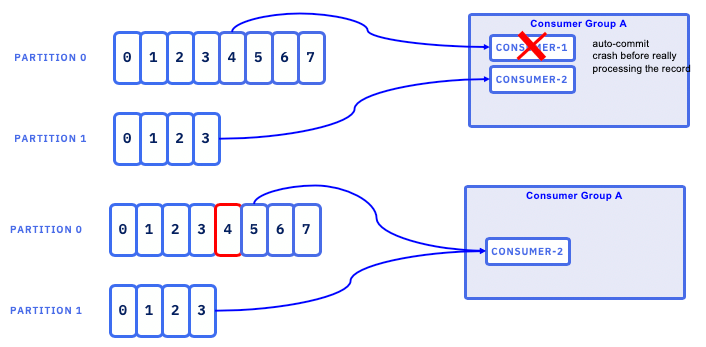 Consumer Group A
PARTITION 0
0 1 2 3 4 5 6 7
CONSUMER-1
auto-commit
crash before really
processing the record
CONSUMER-2
PARTITION 1
0 1 2 3
Consumer Group A
PARTITION 0
0 1 2 3 4 5 6 7
CONSUMER-2
PARTITION 1
0 1 2 3